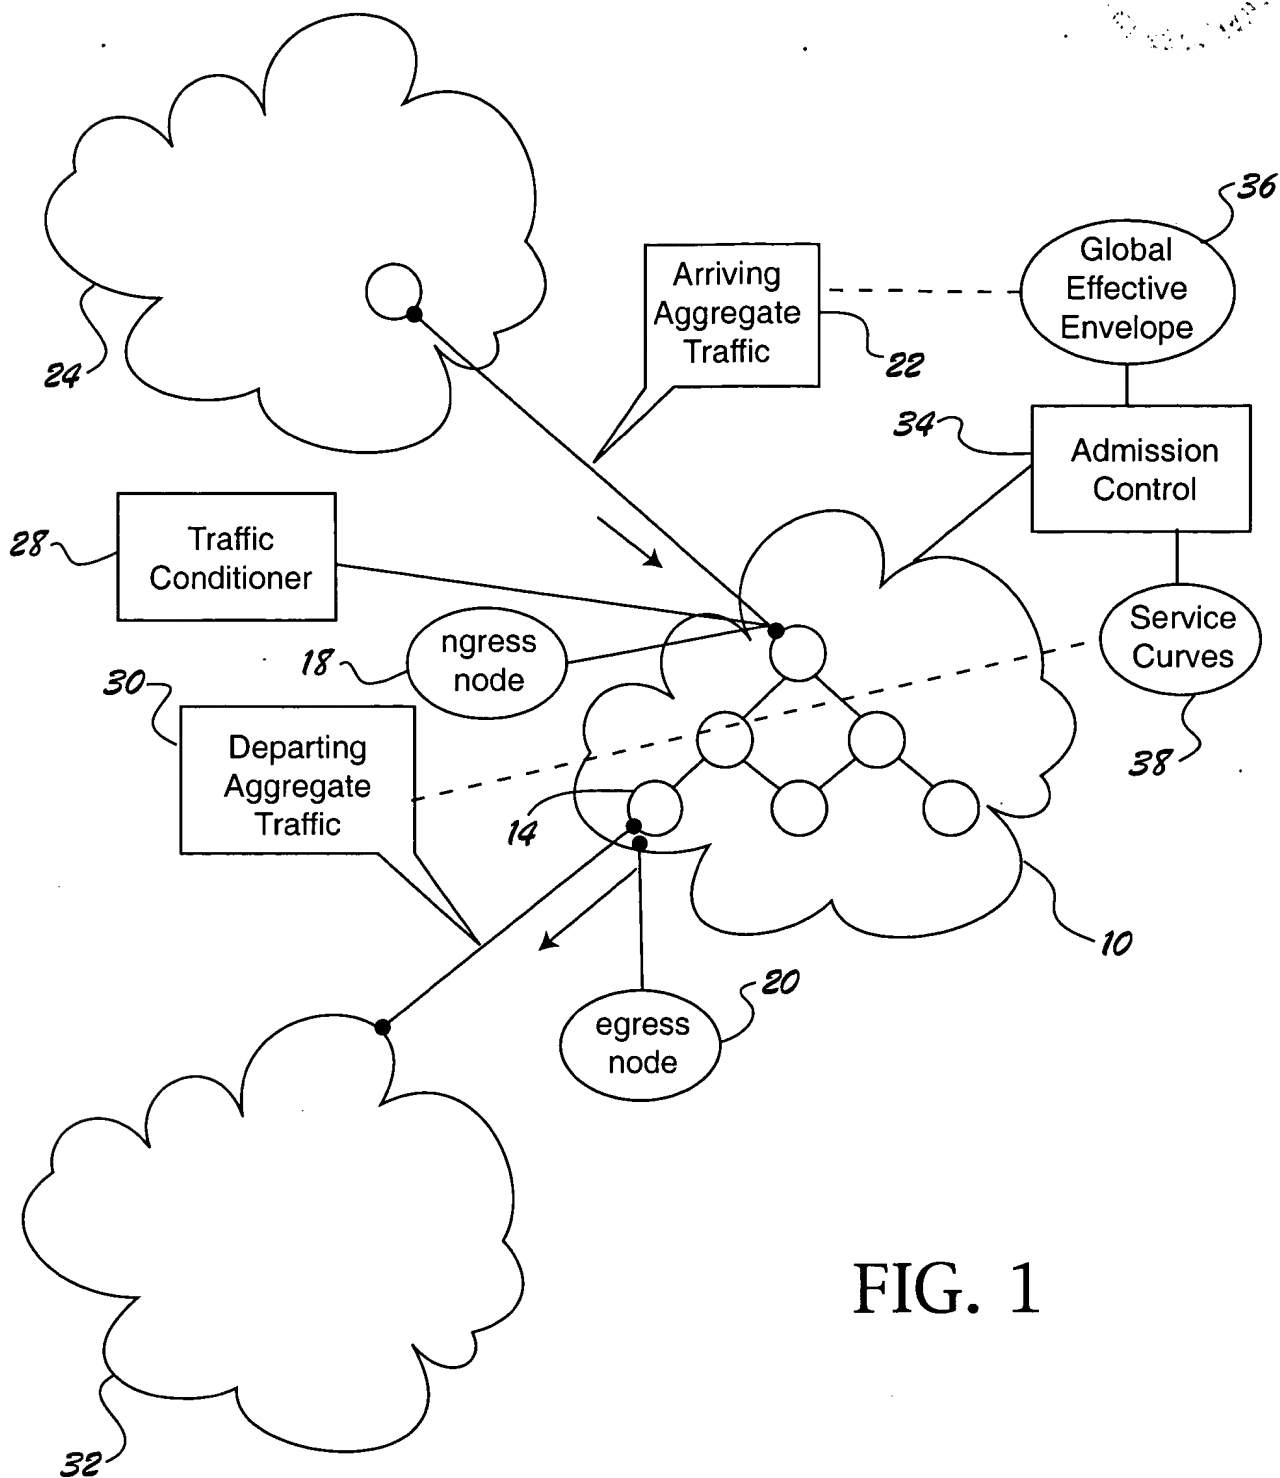 36
Global
Effective
Envelope
Arriving
Aggregate
Traffic
22
24
34
Admission
Control
28
Traffic
Conditioner
18
ngress
node
Service
Curves
38
30
Departing
Aggregate
Traffic
14
10
20
egress
node
FIG. 1
32